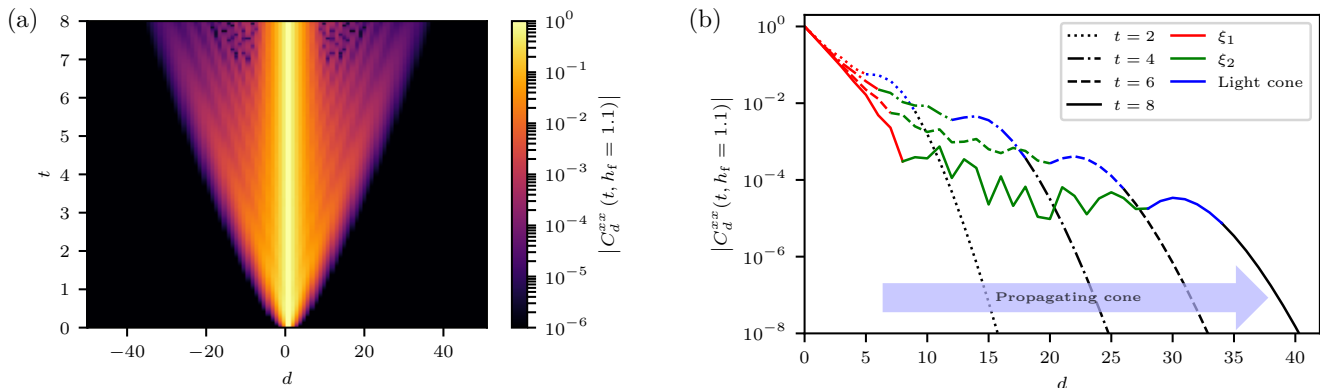 (a)
8
7
6
5
4
3
2
1
0
t
−40
−20
0
20
40
d
10^0
10^{-1}
10^{-2}
10^{-3}
10^{-4}
10^{-5}
10^{-6}
|C_d^{xx}(t, h_f = 1.1)|
(b)
10^0
10^{-2}
10^{-4}
10^{-6}
10^{-8}
|C_d^{xx}(t, h_f = 1.1)|
t = 2
t = 4
t = 6
t = 8
ξ_1
ξ_2
Light cone
Propagating cone
0
5
10
15
20
25
30
35
40
d